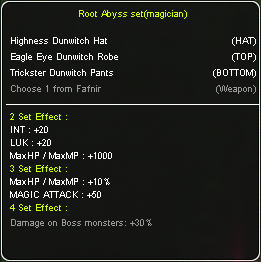 Root Abyss set(magician)
Highness Dunwitch Hat (HAT)
Eagle Eye Dunwitch Robe (TOP)
Trickster Dunwitch Pants (BOTTOM)
Choose 1 from Fafnir (Weapon)
2 Set Effect :
INT : +20
LUK : +20
MaxHP / MaxMP : +1000
3 Set Effect :
MaxHP / MaxMP : +10%
MAGIC ATTACK : +50
4 Set Effect :
Damage on Boss monsters: +30%